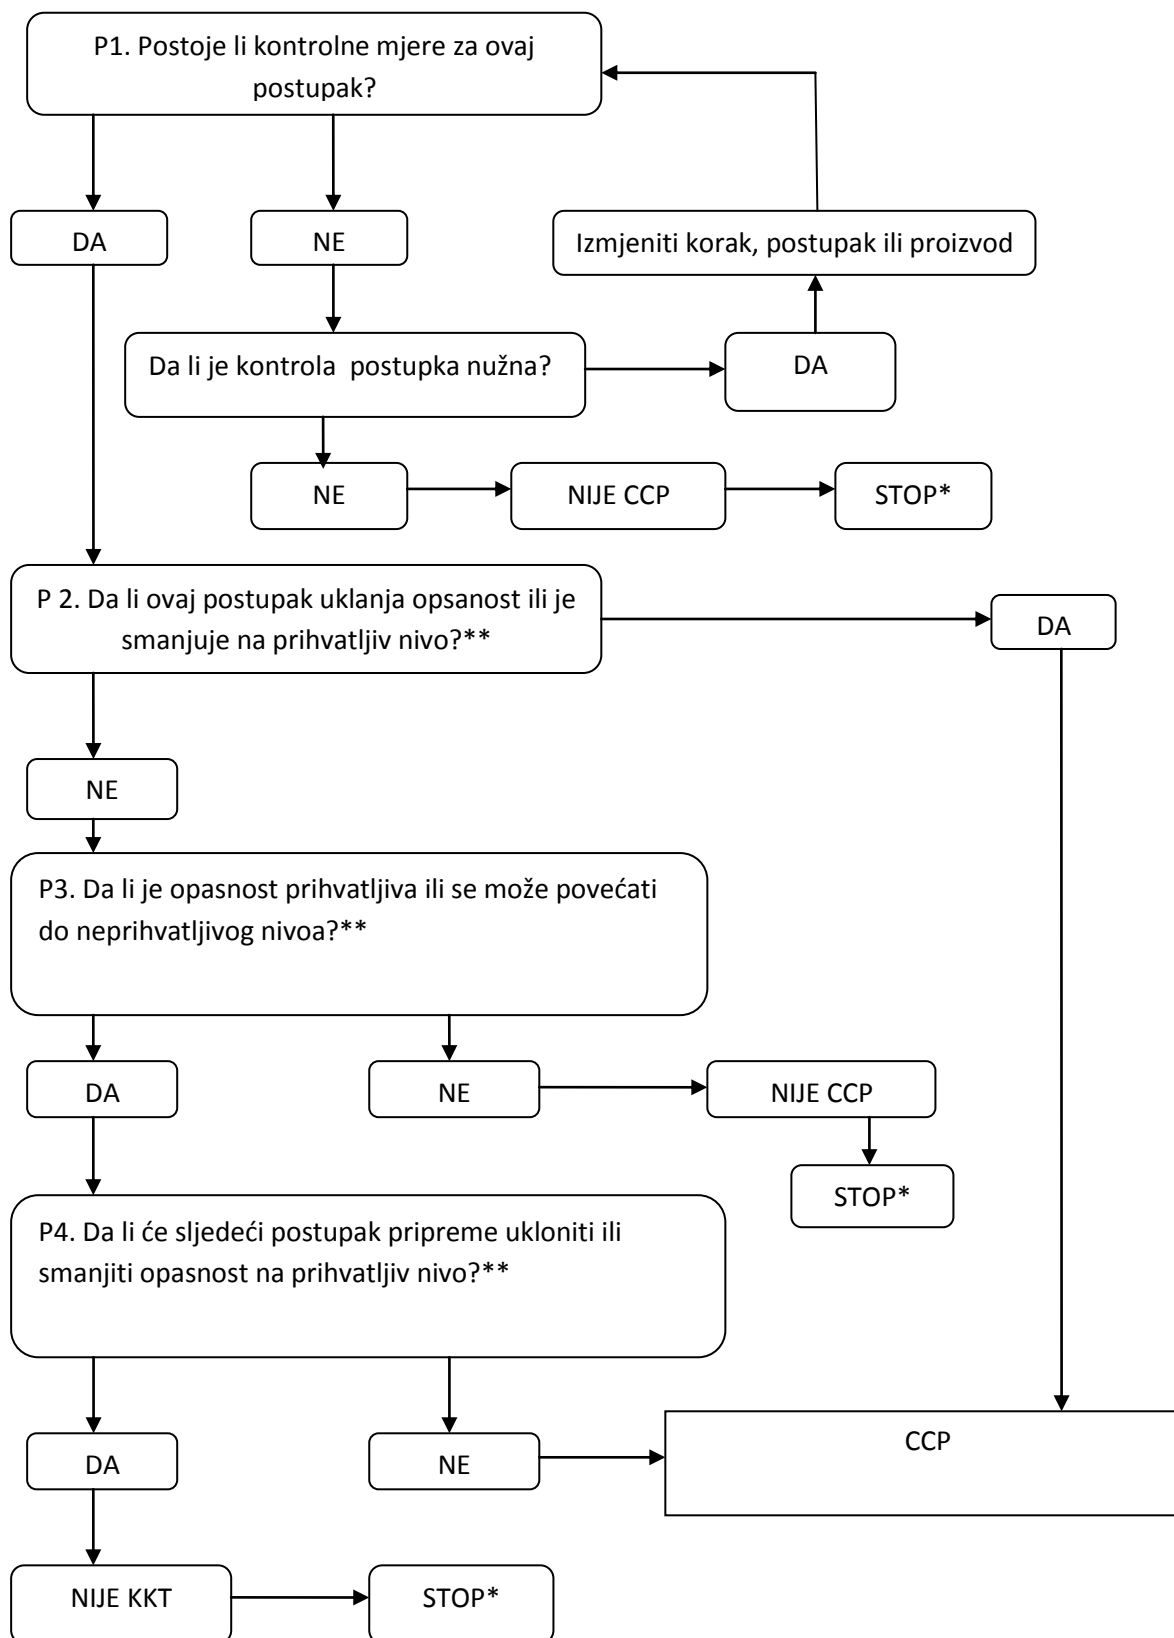 P1. Postoje li kontrolne mjere za ovaj
postupak?
DA
NE
Izmjeniti korak, postupak ili proizvod
Da li je kontrola  postupka nužna?
DA
NE
NIJE CCP
STOP*
P 2. Da li ovaj postupak uklanja opsanost ili je
smanjuje na prihvatljiv nivo?**
DA
NE
P3. Da li je opasnost prihvatljiva ili se može povećati
do neprihvatljivog nivoa?**
DA
NE
NIJE CCP
STOP*
P4. Da li će sljedeći postupak pripreme ukloniti ili
smanjiti opasnost na prihvatljiv nivo?**
CCP
DA
NE
NIJE KKT
STOP*